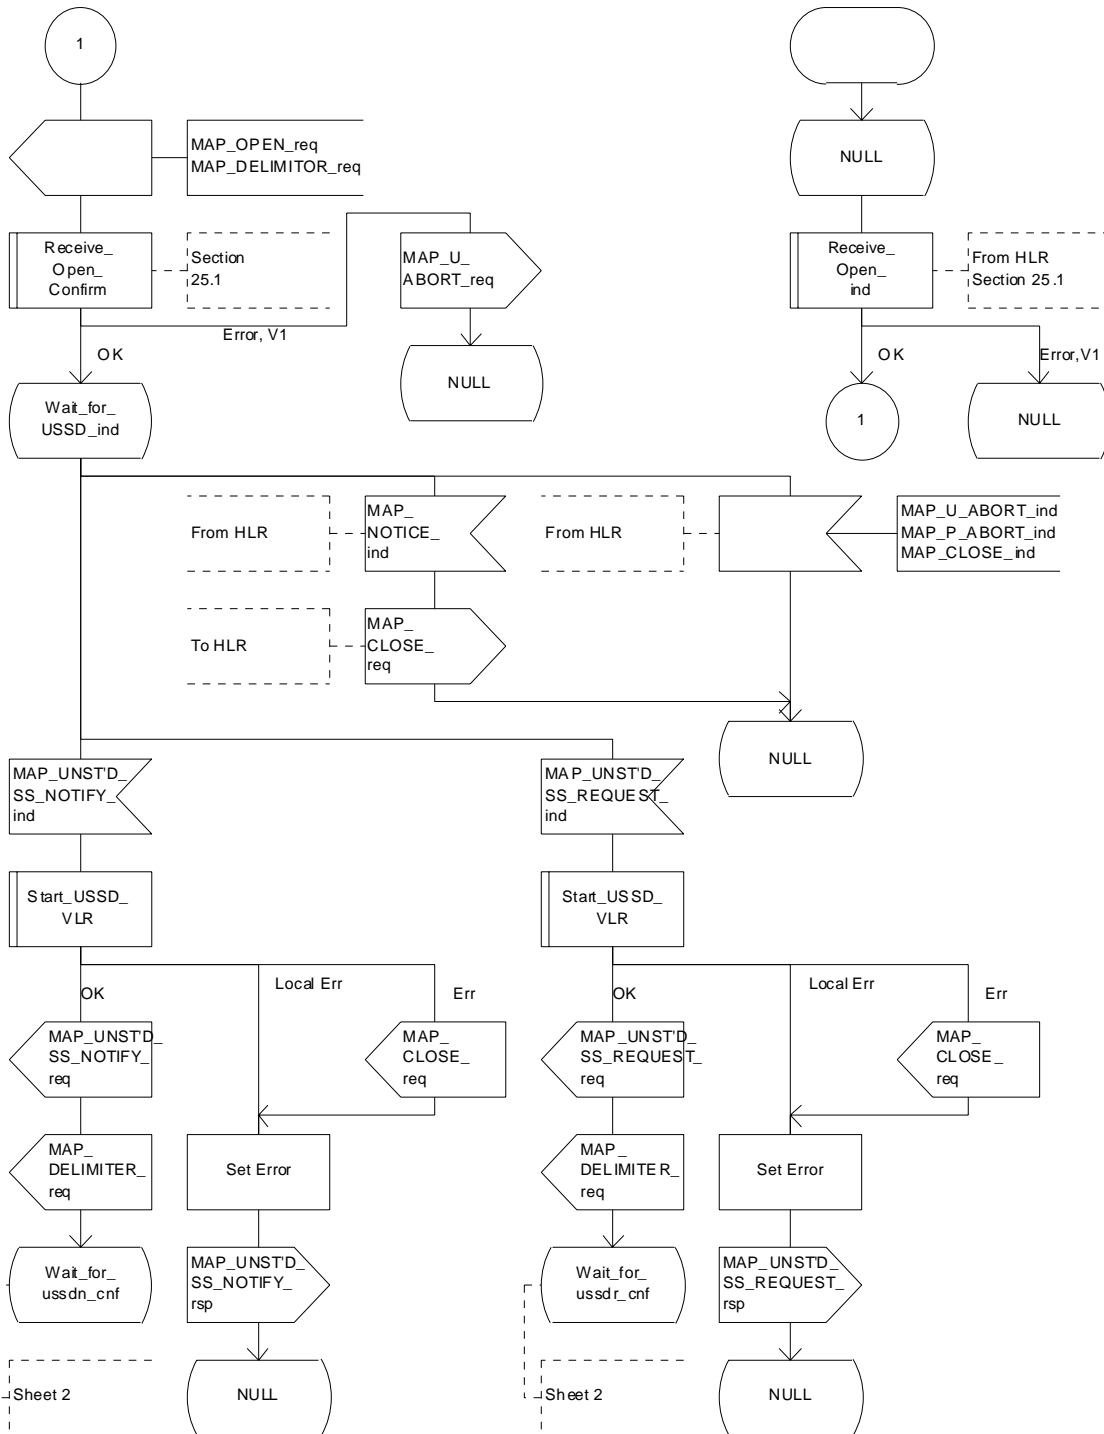 1
MAP_OPEN_req
MAP_DELIMITOR_req
NULL
Receive_
Open_
Confirm
Section
25.1
MAP_U_
ABORT_req
Receive_
Open_
ind
From HLR
Section 25.1
Error, V1
OK
NULL
OK
Error,V1
Wait_for_
USSD_ind
1
NULL
From HLR
MAP_
NOTICE_
ind
From HLR
MAP_U_ABORT_ind
MAP_P_ABORT_ind
MAP_CLOSE_ind
To HLR
MAP_
CLOSE_
req
NULL
MAP_UNST'D_
SS_NOTIFY_
ind
MAP_UNST'D_
SS_REQUEST_
ind
Start_USSD_
VLR
Start_USSD_
VLR
OK
Local Err
Err
OK
Local Err
Err
MAP_UNST'D_
SS_NOTIFY_
req
MAP_
CLOSE_
req
MAP_UNST'D_
SS_REQUEST_
req
MAP_
CLOSE_
req
MAP_
DELIMITER_
req
Set Error
MAP_
DELIMITER_
req
Set Error
Wait_for_
ussdn_cnf
MAP_UNST'D_
SS_NOTIFY_
rsp
Wait_for_
ussdr_cnf
MAP_UNST'D_
SS_REQUEST_
rsp
Sheet 2
NULL
Sheet 2
NULL